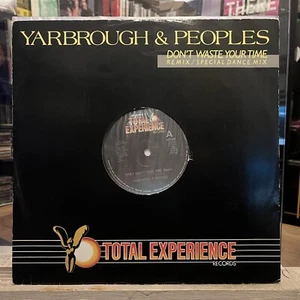 YARBROUGH & PEOPLES
DON'T WASTE YOUR TIME
REMIX / SPECIAL DANCE MIX
TOTAL EXPERIENCE
A
TOTAL EXPERIENCE
RECORDS